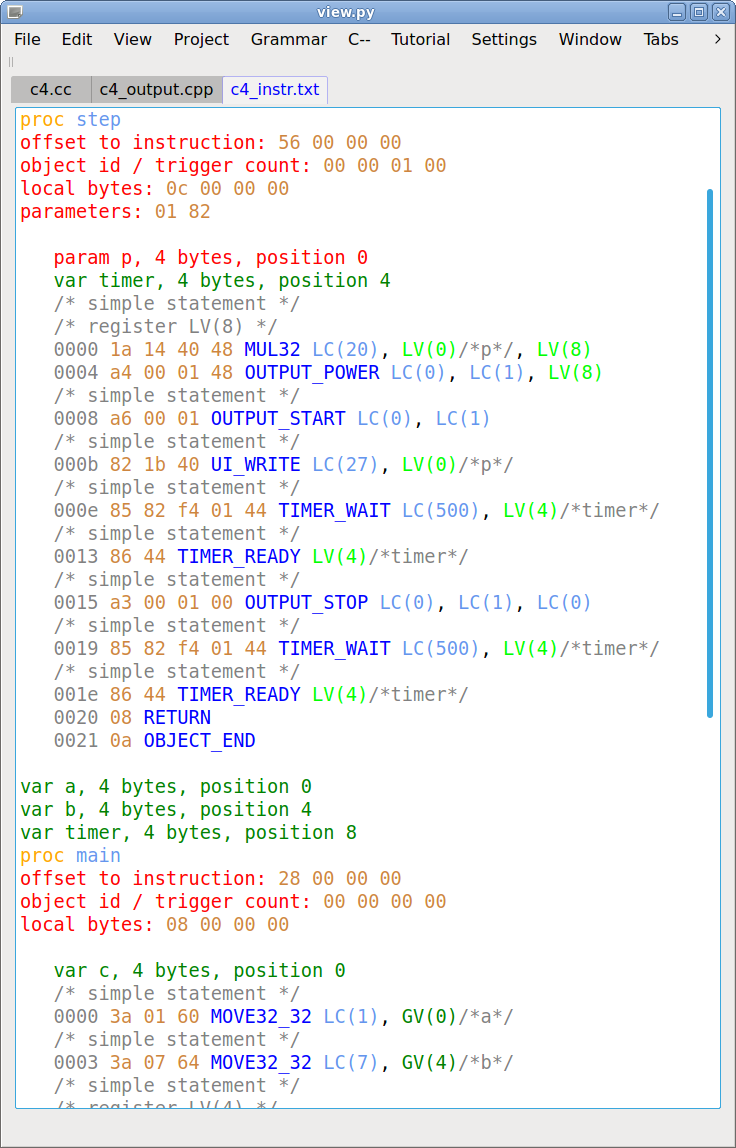 view.py
File Edit View Project Grammar C-- Tutorial Settings Window Tabs >
c4.cc c4_output.cpp c4_instr.txt
proc step
offset to instruction: 56 00 00 00
object id / trigger count: 00 00 01 00
local bytes: 0c 00 00 00
parameters: 01 82
param p, 4 bytes, position 0
var timer, 4 bytes, position 4
/* simple statement */
/* register LV(8) */
0000 1a 14 40 48 MUL32 LC(20), LV(0)/*p*/, LV(8)
0004 a4 00 01 48 OUTPUT_POWER LC(0), LC(1), LV(8)
/* simple statement */
0008 a6 00 01 OUTPUT_START LC(0), LC(1)
/* simple statement */
000b 82 1b 40 UI_WRITE LC(27), LV(0)/*p*/
/* simple statement */
000e 85 82 f4 01 44 TIMER_WAIT LC(500), LV(4)/*timer*/
/* simple statement */
0013 86 44 TIMER_READY LV(4)/*timer*/
/* simple statement */
0015 a3 00 01 00 OUTPUT_STOP LC(0), LC(1), LC(0)
/* simple statement */
0019 85 82 f4 01 44 TIMER_WAIT LC(500), LV(4)/*timer*/
/* simple statement */
001e 86 44 TIMER_READY LV(4)/*timer*/
0020 08 RETURN
0021 0a OBJECT_END
var a, 4 bytes, position 0
var b, 4 bytes, position 4
var timer, 4 bytes, position 8
proc main
offset to instruction: 28 00 00 00
object id / trigger count: 00 00 00 00
local bytes: 08 00 00 00
var c, 4 bytes, position 0
/* simple statement */
0000 3a 01 60 MOVE32_32 LC(1), GV(0)/*a*/
/* simple statement */
0003 3a 07 64 MOVE32_32 LC(7), GV(4)/*b*/
/* simple statement */
/* register LV(4) */